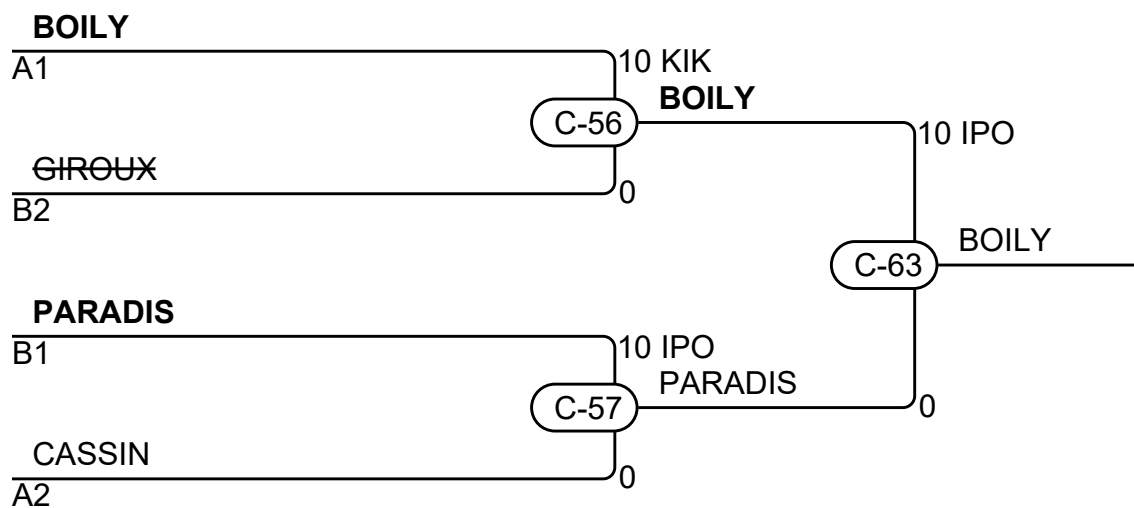 BOILY
A1
10 KIK
BOILY
C-56
10 IPO
GIROUX
0
B2
BOILY
C-63
PARADIS
B1
10 IPO
PARADIS
C-57
0
CASSIN
0
A2